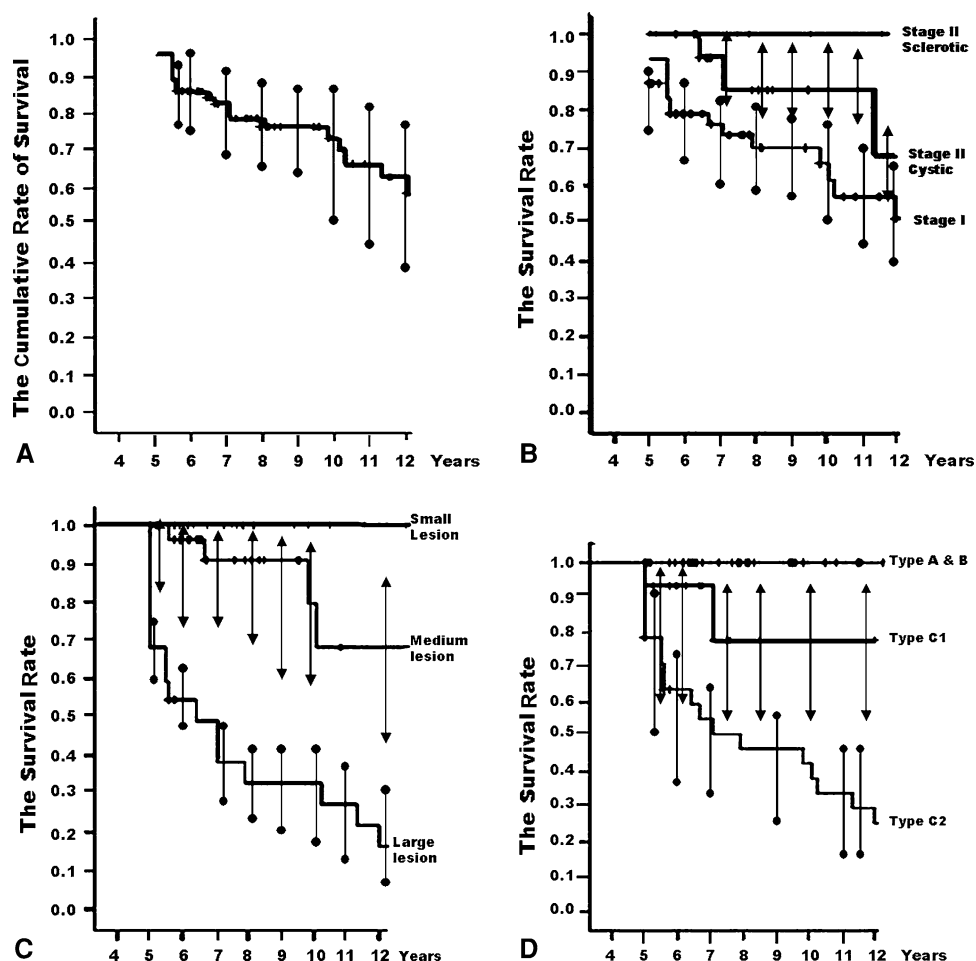 A
The Cumulative Rate of Survival
1.0
0.9
0.8
0.7
0.6
0.5
0.4
0.3
0.2
0.1
0.0
4 5 6 7 8 9 10 11 12 Years
B
The Survival Rate
1.0
0.9
0.8
0.7
0.6
0.5
0.4
0.3
0.2
0.1
0.0
Stage II
Sclerotic
Stage II
Cystic
Stage I
4 5 6 7 8 9 10 11 12 Years
C
The Survival Rate
1.0
0.9
0.8
0.7
0.6
0.5
0.4
0.3
0.2
0.1
0.0
Small
Lesion
Medium
lesion
Large
lesion
4 5 6 7 8 9 10 11 12 Years
D
The Survival Rate
1.0
0.9
0.8
0.7
0.6
0.5
0.4
0.3
0.2
0.1
0.0
Type A & B
Type C1
Type C2
4 5 6 7 8 9 10 11 12 Years